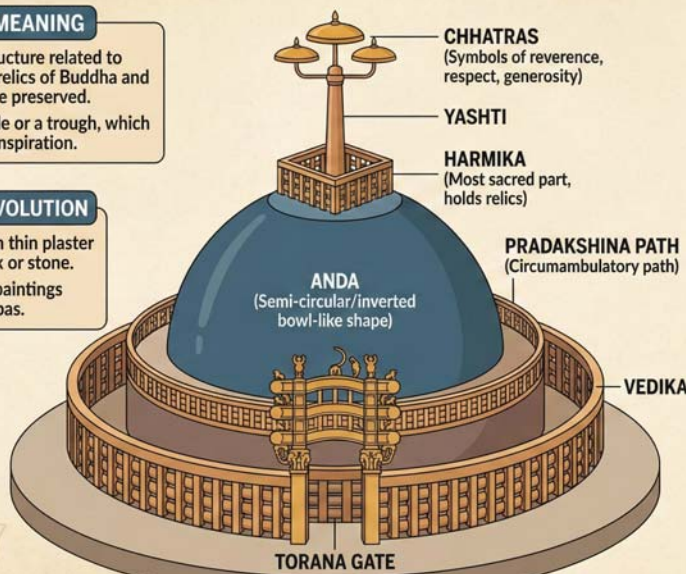 MEANING
ucture related to
relics of Buddha and
e preserved.
le or a trough, which
nspiration.
VOLUTION
n thin plaster
k or stone.
paintings
pas.
CHHATRAS
(Symbols of reverence,
respect, generosity)
YASHTI
HARMIKA
(Most sacred part,
holds relics)
PRADAKSHINA PATH
(Circumambulatory path)
ANDA
(Semi-circular/inverted
bowl-like shape)
VEDIKA
TORANA GATE